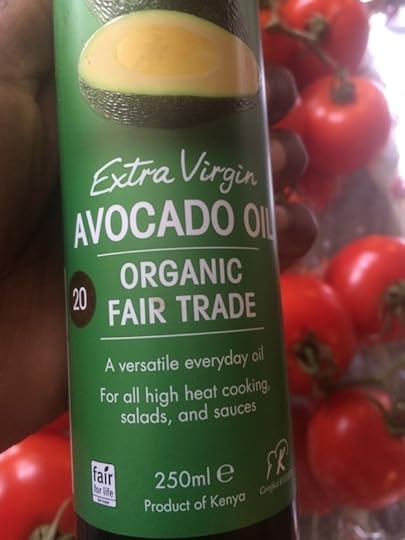 Extra Virgin
AVOCADO OIL
ORGANIC
FAIR TRADE
20
A versatile everyday oil
For all high heat cooking,
salads, and sauces
fair
for life
250ml e
Product of Kenya
K
Certified